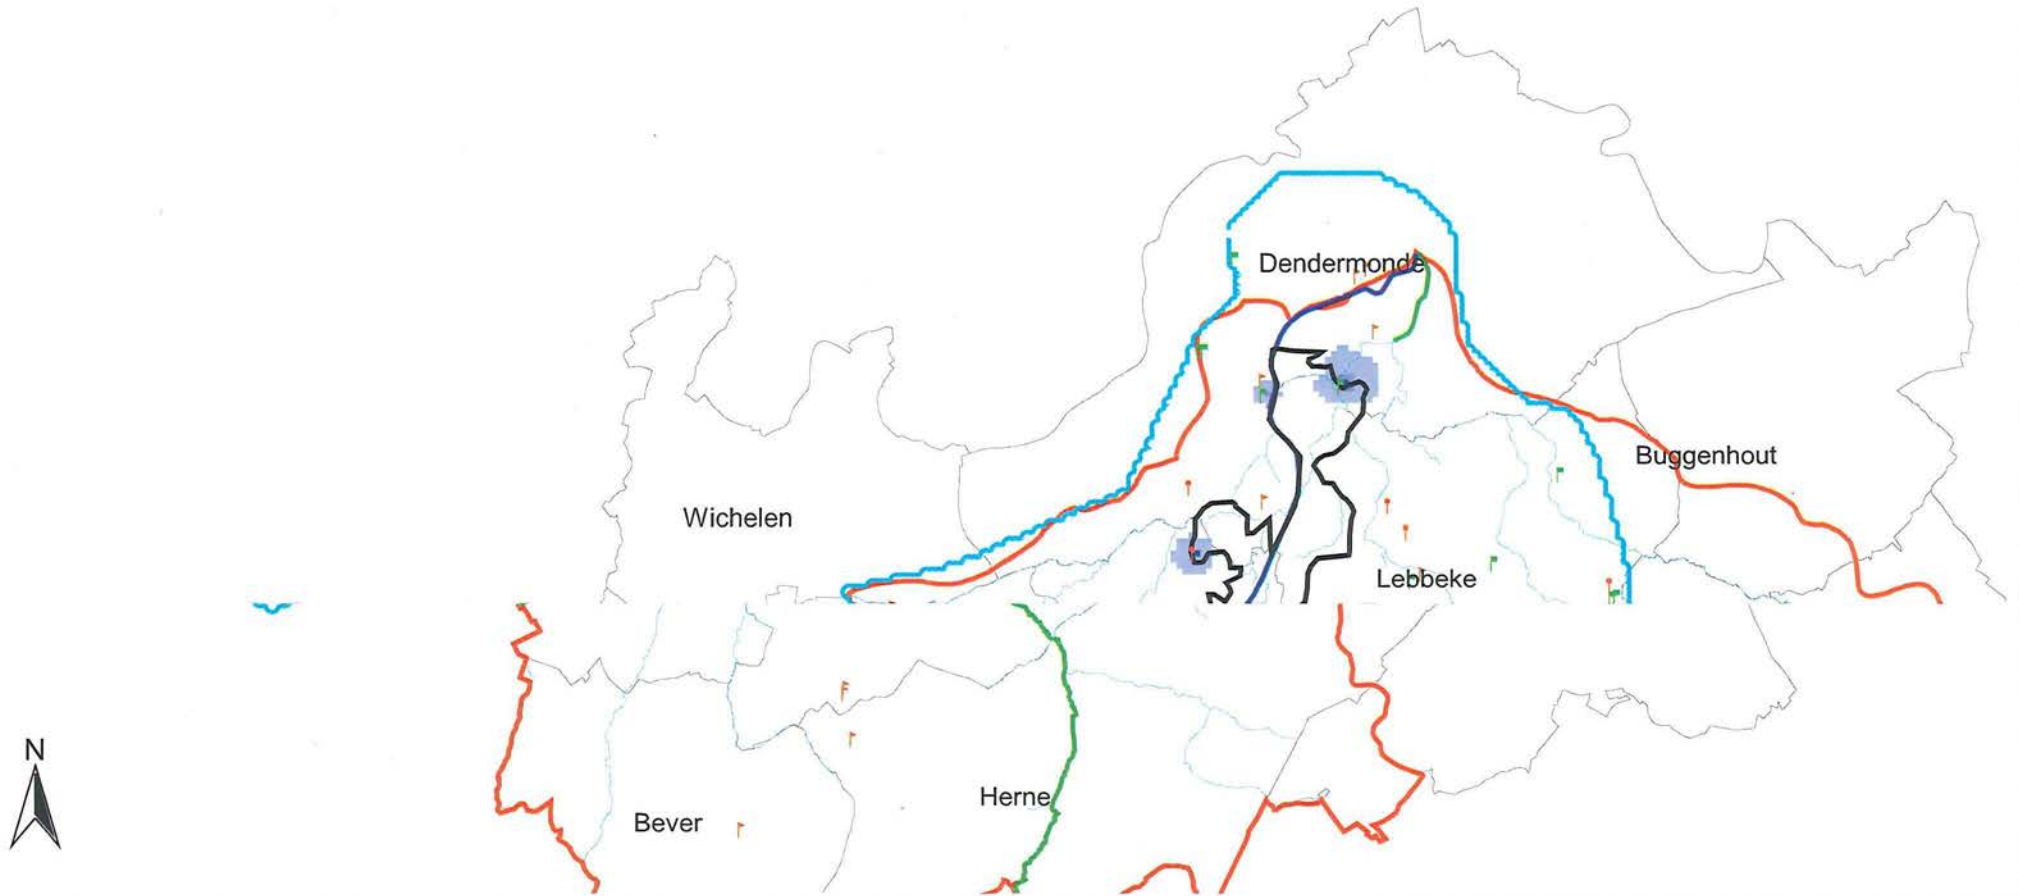 Dendermonde
Buggenhout
Wichelen
Lebbeke
N
Herne
Bever